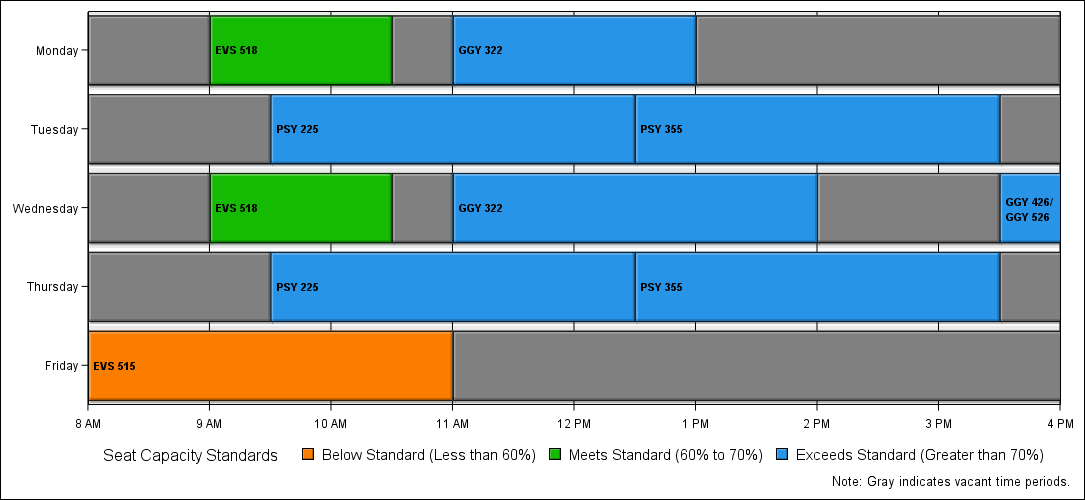 Monday
EVS 518
GGY 322
Tuesday
PSY 225
PSY 355
Wednesday
EVS 518
GGY 322
GGY 426/
GGY 526
Thursday
PSY 225
PSY 355
Friday
EVS 515
8 AM
9 AM
10 AM
11 AM
12 PM
1 PM
2 PM
3 PM
4 PM
Seat Capacity Standards
Below Standard (Less than 60%)
Meets Standard (60% to 70%)
Exceeds Standard (Greater than 70%)
Note: Gray indicates vacant time periods.